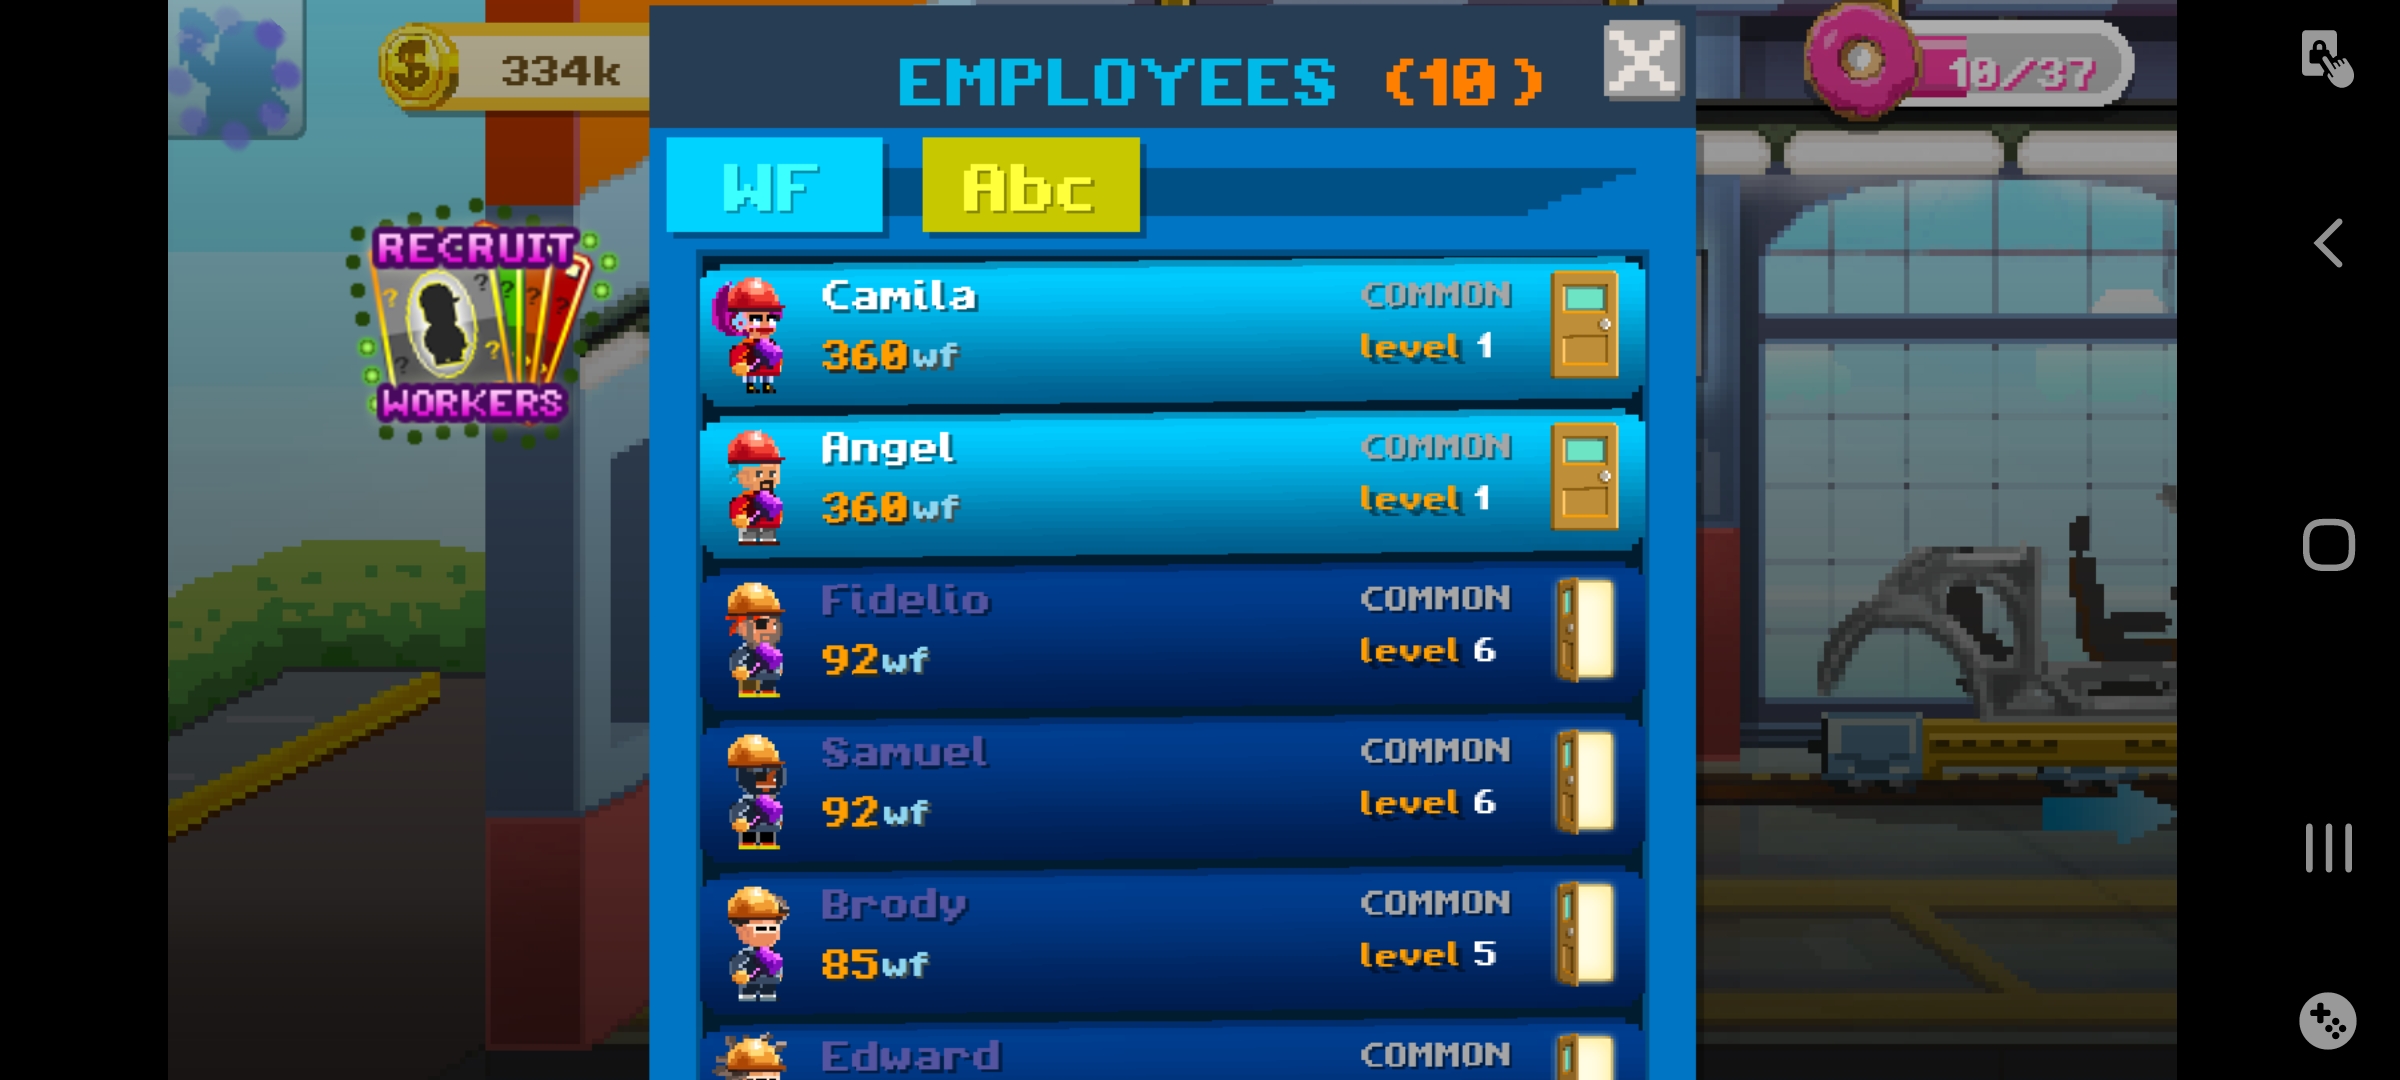 334k
EMPLOYEES (10)
10/37
WF
Abc
RECRUIT
WORKERS
Camila
COMMON
360wf
level 1
Angel
COMMON
360wf
level 1
Fidelio
COMMON
92wf
level 6
Samuel
COMMON
92wf
level 6
Brody
COMMON
85wf
level 5
Edward
COMMON